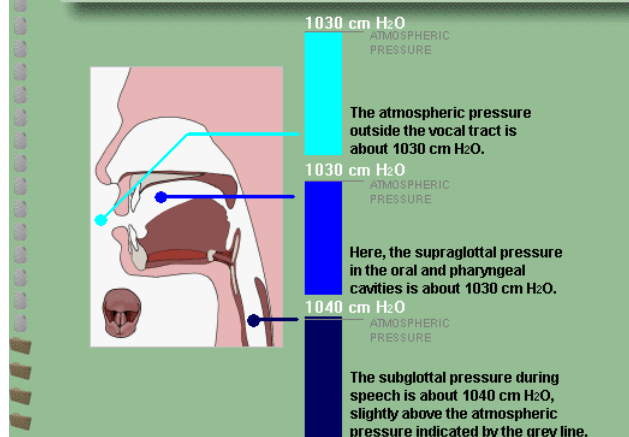 1030 cm H2O
ATMOSPHERIC
PRESSURE
The atmospheric pressure
outside the vocal tract is
about 1030 cm H2O.
1030 cm H2O
ATMOSPHERIC
PRESSURE
Here, the supraglottal pressure
in the oral and pharyngeal
cavities is about 1030 cm H2O.
1040 cm H2O
ATMOSPHERIC
PRESSURE
The subglottal pressure during
speech is about 1040 cm H2O,
slightly above the atmospheric
pressure indicated by the grey line.